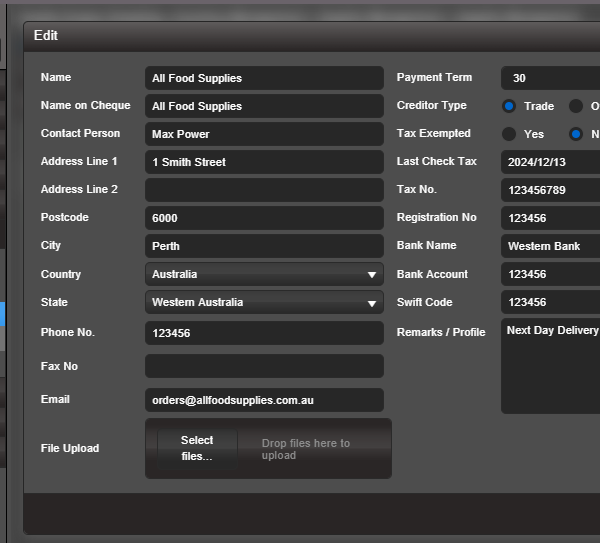 Edit
Name All Food Supplies Payment Term 30
Name on Cheque All Food Supplies Creditor Type Trade
Contact Person Max Power Tax Exempted Yes
Address Line 1 1 Smith Street Last Check Tax 2024/12/13
Address Line 2 Tax No. 123456789
Postcode 6000 Registration No 123456
City Perth Bank Name Western Bank
Country Australia Bank Account 123456
State Western Australia Swift Code 123456
Phone No. 123456 Remarks / Profile Next Day Delivery
Fax No
Email orders@allfoodsupplies.com.au
File Upload Select files... Drop files here to upload